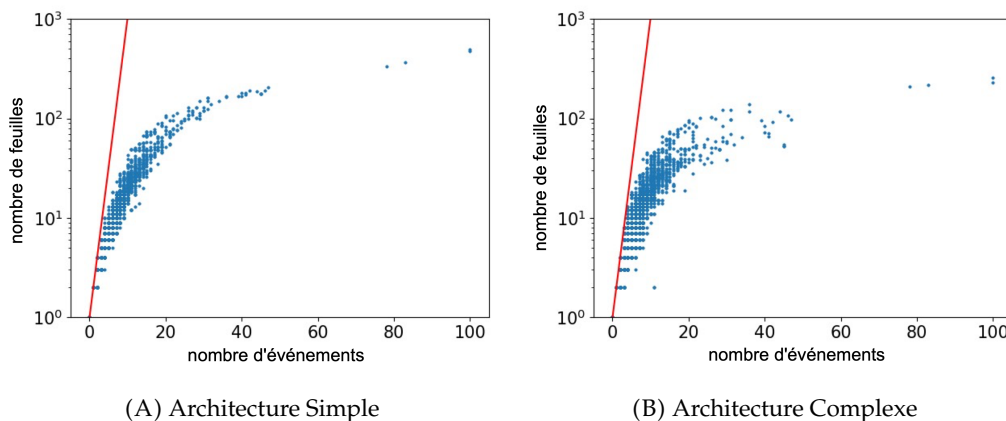 10³
10²
10¹
10⁰
nombre de feuilles
0 20 40 60 80 100
nombre d'événements
(A) Architecture Simple
10³
10²
10¹
10⁰
nombre de feuilles
0 20 40 60 80 100
nombre d'événements
(B) Architecture Complexe